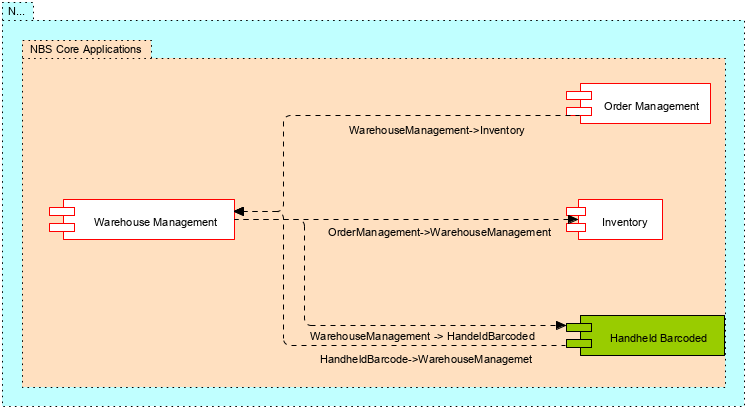 N...
NBS Core Applications
Order Management
WarehouseManagement->Inventory
Warehouse Management
Inventory
OrderManagement->WarehouseManagement
WarehouseManagement -> HandeldBarcoded
Handheld Barcoded
HandheldBarcode->WarehouseManagemet